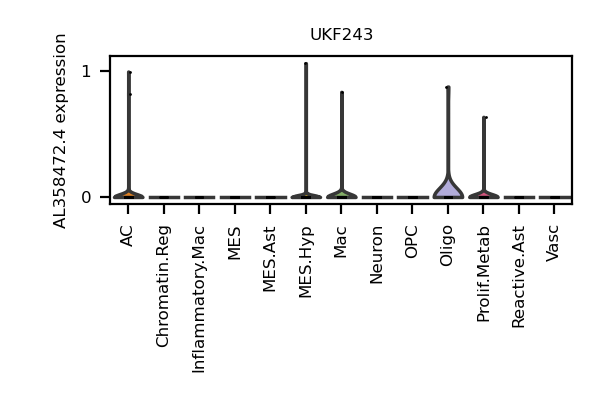 UKF243
AL358472.4 expression
1
0
AC
Chromatin.Reg
Inflammatory.Mac
MES
MES.Ast
MES.Hyp
Mac
Neuron
OPC
Oligo
Prolif.Metab
Reactive.Ast
Vasc